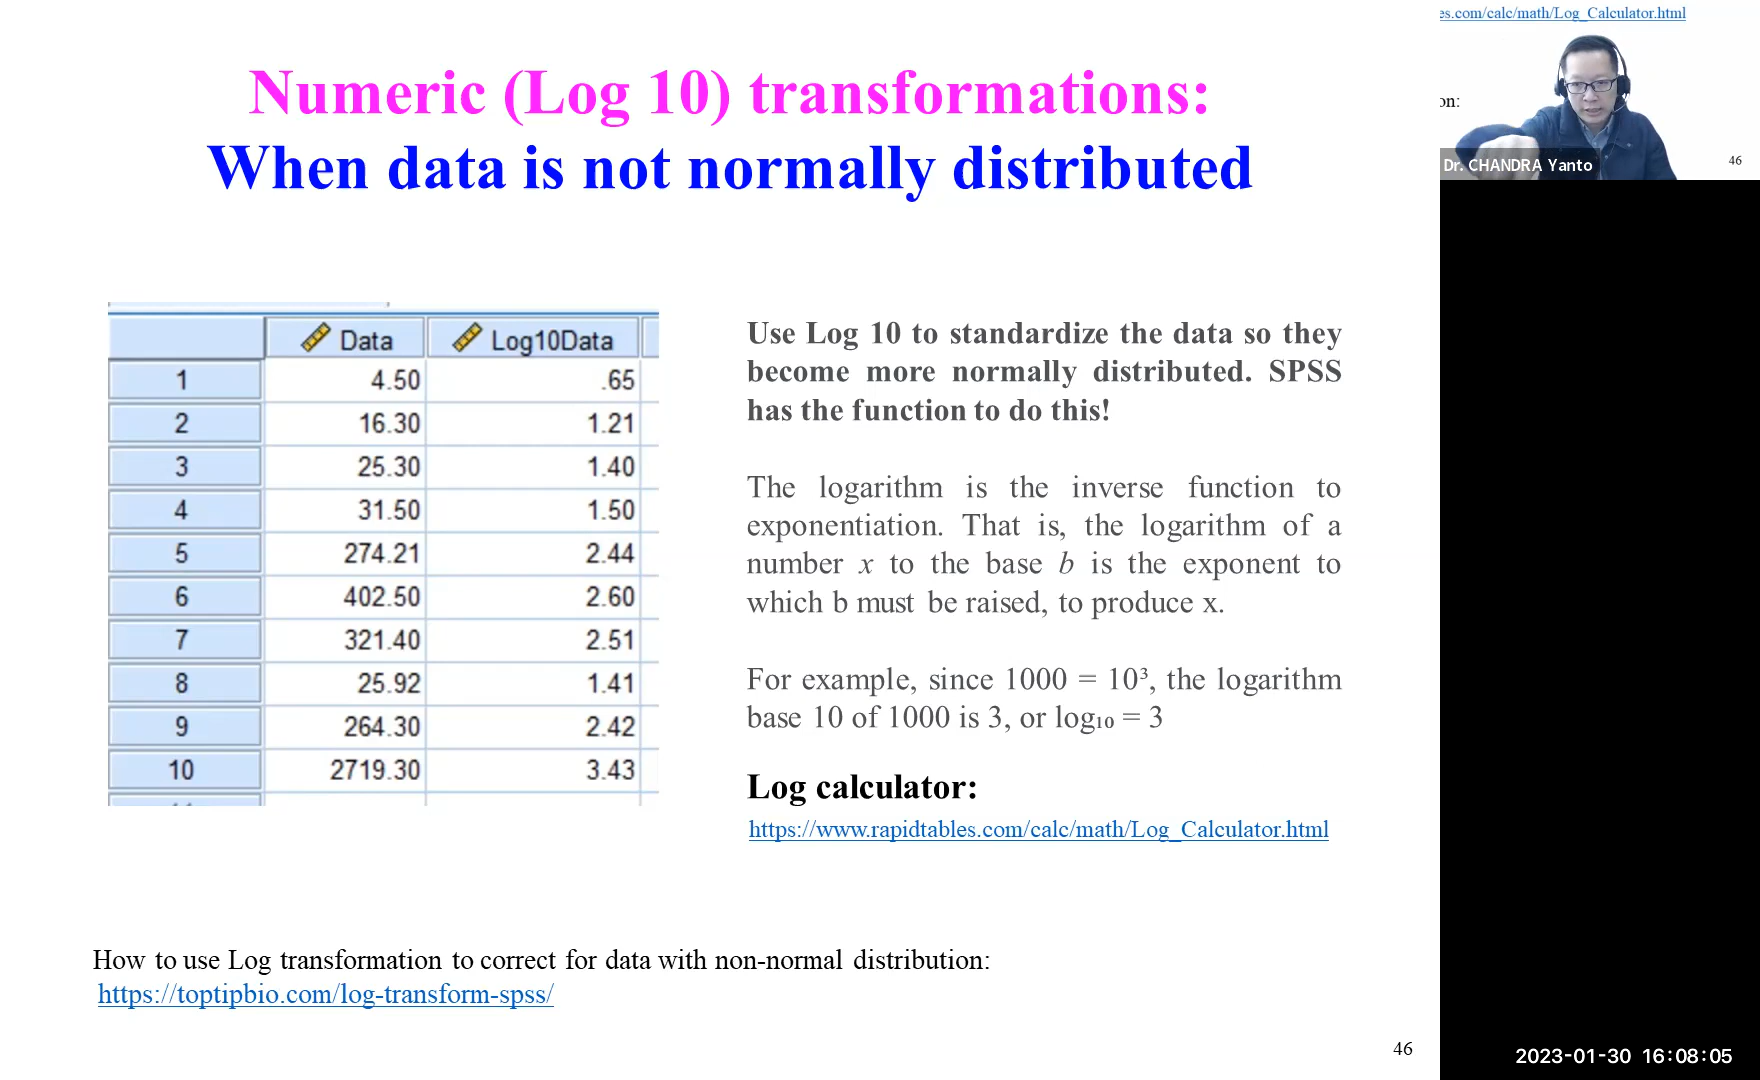 Numeric (Log 10) transformations:
When data is not normally distributed
Data Log10Data
1 4.50 .65
2 16.30 1.21
3 25.30 1.40
4 31.50 1.50
5 274.21 2.44
6 402.50 2.60
7 321.40 2.51
8 25.92 1.41
9 264.30 2.42
10 2719.30 3.43
Use Log 10 to standardize the data so they
become more normally distributed. SPSS
has the function to do this!
The logarithm is the inverse function to
exponentiation. That is, the logarithm of a
number x to the base b is the exponent to
which b must be raised, to produce x.
For example, since 1000 = 10³, the logarithm
base 10 of 1000 is 3, or log₁₀ = 3
Log calculator:
https://www.rapidtables.com/calc/math/Log_Calculator.html
How to use Log transformation to correct for data with non-normal distribution:
https://toptipbio.com/log-transform-spss/
46
es.com/calc/math/Log_Calculator.html
on:
Dr. CHANDRA Yanto
46
2023-01-30 16:08:05